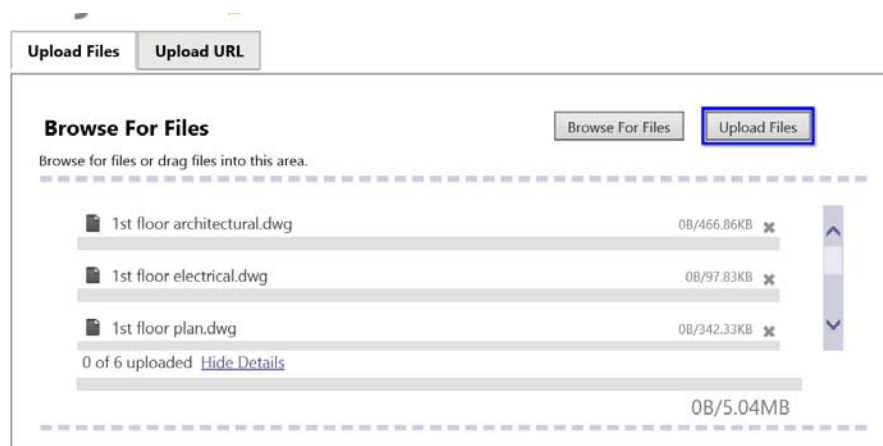 Upload Files Upload URL
Browse For Files Browse For Files Upload Files
Browse for files or drag files into this area.
1st floor architectural.dwg 0B/466.86KB
1st floor electrical.dwg 0B/97.83KB
1st floor plan.dwg 0B/342.33KB
0 of 6 uploaded Hide Details
0B/5.04MB